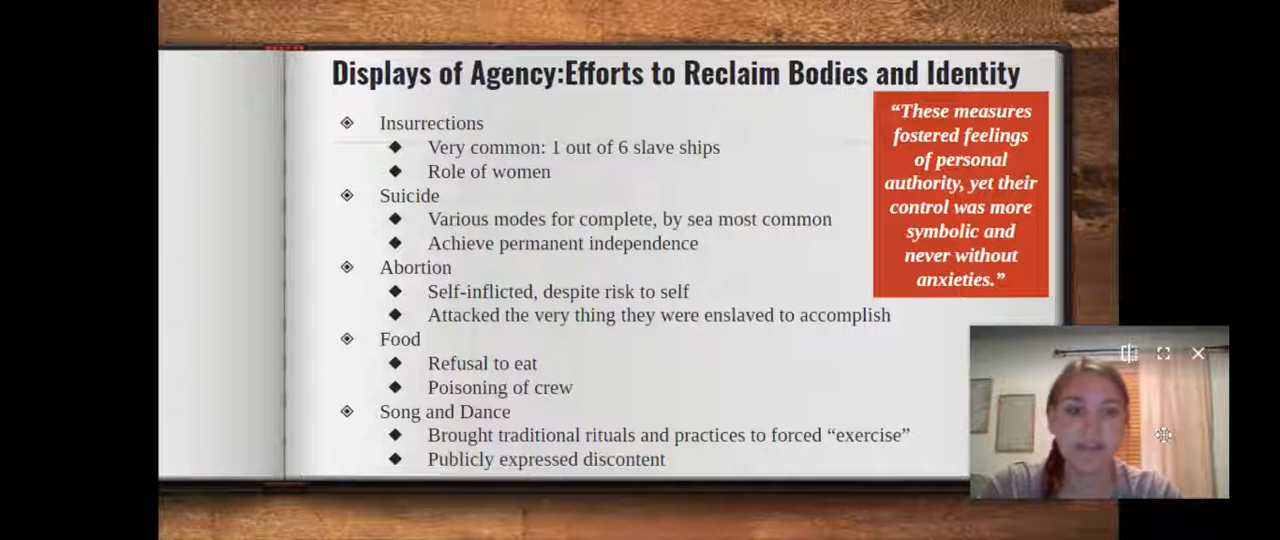 Displays of Agency:Efforts to Reclaim Bodies and Identity
Insurrections
Very common: 1 out of 6 slave ships
Role of women
Suicide
Various modes for complete, by sea most common
Achieve permanent independence
Abortion
Self-inflicted, despite risk to self
Attacked the very thing they were enslaved to accomplish
Food
Refusal to eat
Poisoning of crew
Song and Dance
Brought traditional rituals and practices to forced “exercise”
Publicly expressed discontent
“These measures
fostered feelings
of personal
authority, yet their
control was more
symbolic and
never without
anxieties.”